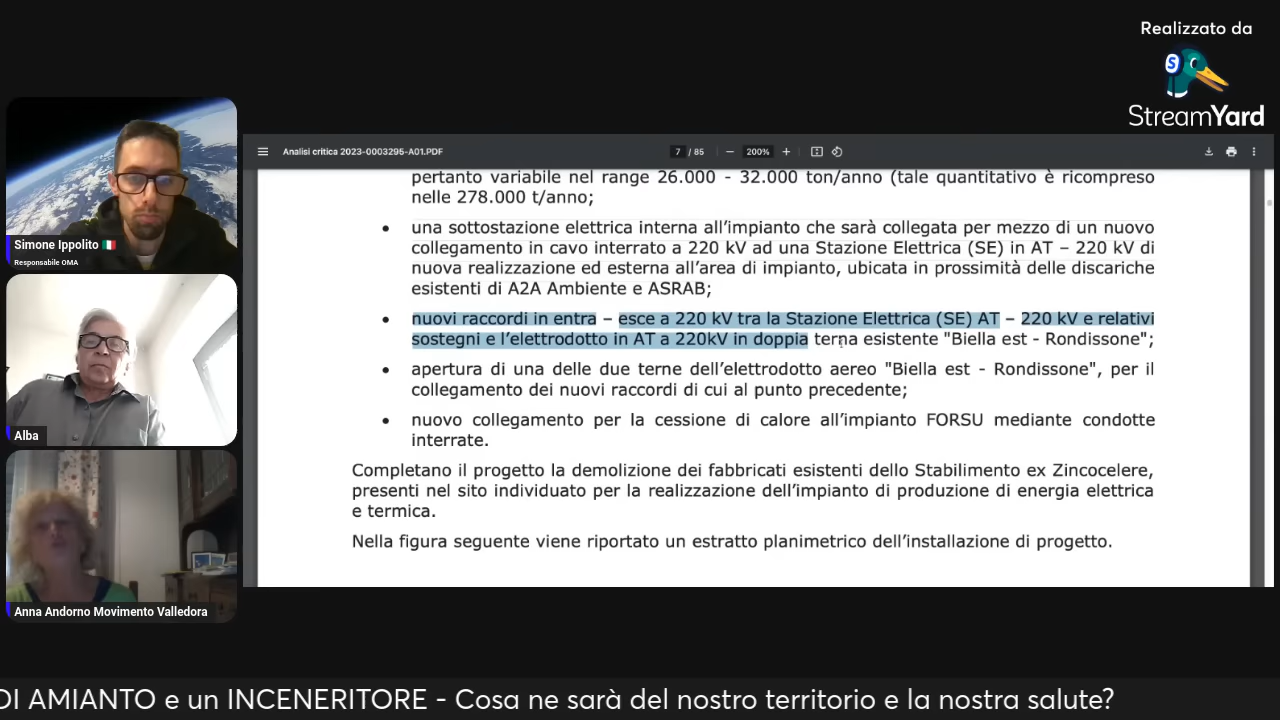 Realizzato da
StreamYard
Simone Ippolito
Responsabile OMA
Alba
Anna Andorno Movimento Valledora
Analisi critica 2023-0003295-A01.PDF
7 / 85
200%
pertanto variabile nel range 26.000 - 32.000 ton/anno (tale quantitativo è ricompreso
nelle 278.000 t/anno;
• una sottostazione elettrica interna all’impianto che sarà collegata per mezzo di un nuovo
collegamento in cavo interrato a 220 kV ad una Stazione Elettrica (SE) in AT – 220 kV di
nuova realizzazione ed esterna all’area di impianto, ubicata in prossimità delle discariche
esistenti di A2A Ambiente e ASRAB;
• nuovi raccordi in entra – esce a 220 kV tra la Stazione Elettrica (SE) AT – 220 kV e relativi
sostegni e l’elettrodotto in AT a 220kV in doppia terna esistente "Biella est - Rondissone";
• apertura di una delle due terne dell’elettrodotto aereo "Biella est - Rondissone", per il
collegamento dei nuovi raccordi di cui al punto precedente;
• nuovo collegamento per la cessione di calore all’impianto FORSU mediante condotte
interrate.
Completano il progetto la demolizione dei fabbricati esistenti dello Stabilimento ex Zincocelere,
presenti nel sito individuato per la realizzazione dell’impianto di produzione di energia elettrica
e termica.
Nella figura seguente viene riportato un estratto planimetrico dell’installazione di progetto.
DI AMIANTO e un INCENERITORE - Cosa ne sarà del nostro territorio e la nostra salute?